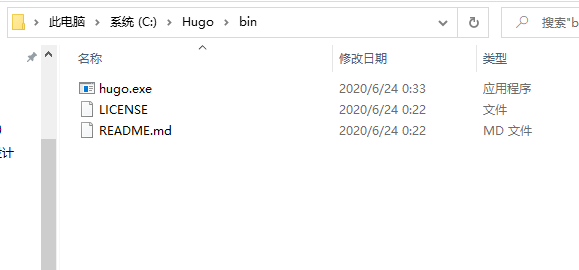 此电脑 系统 (C:) Hugo bin 搜索"b
名称 修改日期 类型
hugo.exe 2020/6/24 0:33 应用程序
LICENSE 2020/6/24 0:22 文件
README.md 2020/6/24 0:22 MD 文件
计